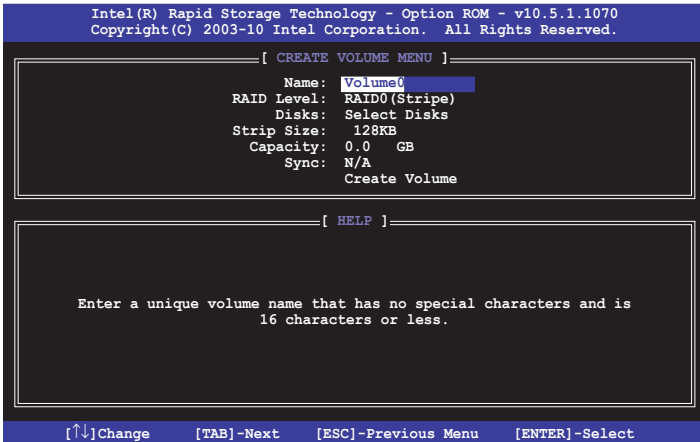 Intel(R) Rapid Storage Technology - Option ROM - v10.5.1.1070
Copyright(C) 2003-10 Intel Corporation.  All Rights Reserved.
[ CREATE VOLUME MENU ]
Name: Volume0
RAID Level: RAID0(Stripe)
Disks: Select Disks
Strip Size: 128KB
Capacity: 0.0 GB
Sync: N/A
Create Volume
[ HELP ]
Enter a unique volume name that has no special characters and is
16 characters or less.
[↑↓]Change [TAB]-Next [ESC]-Previous Menu [ENTER]-Select